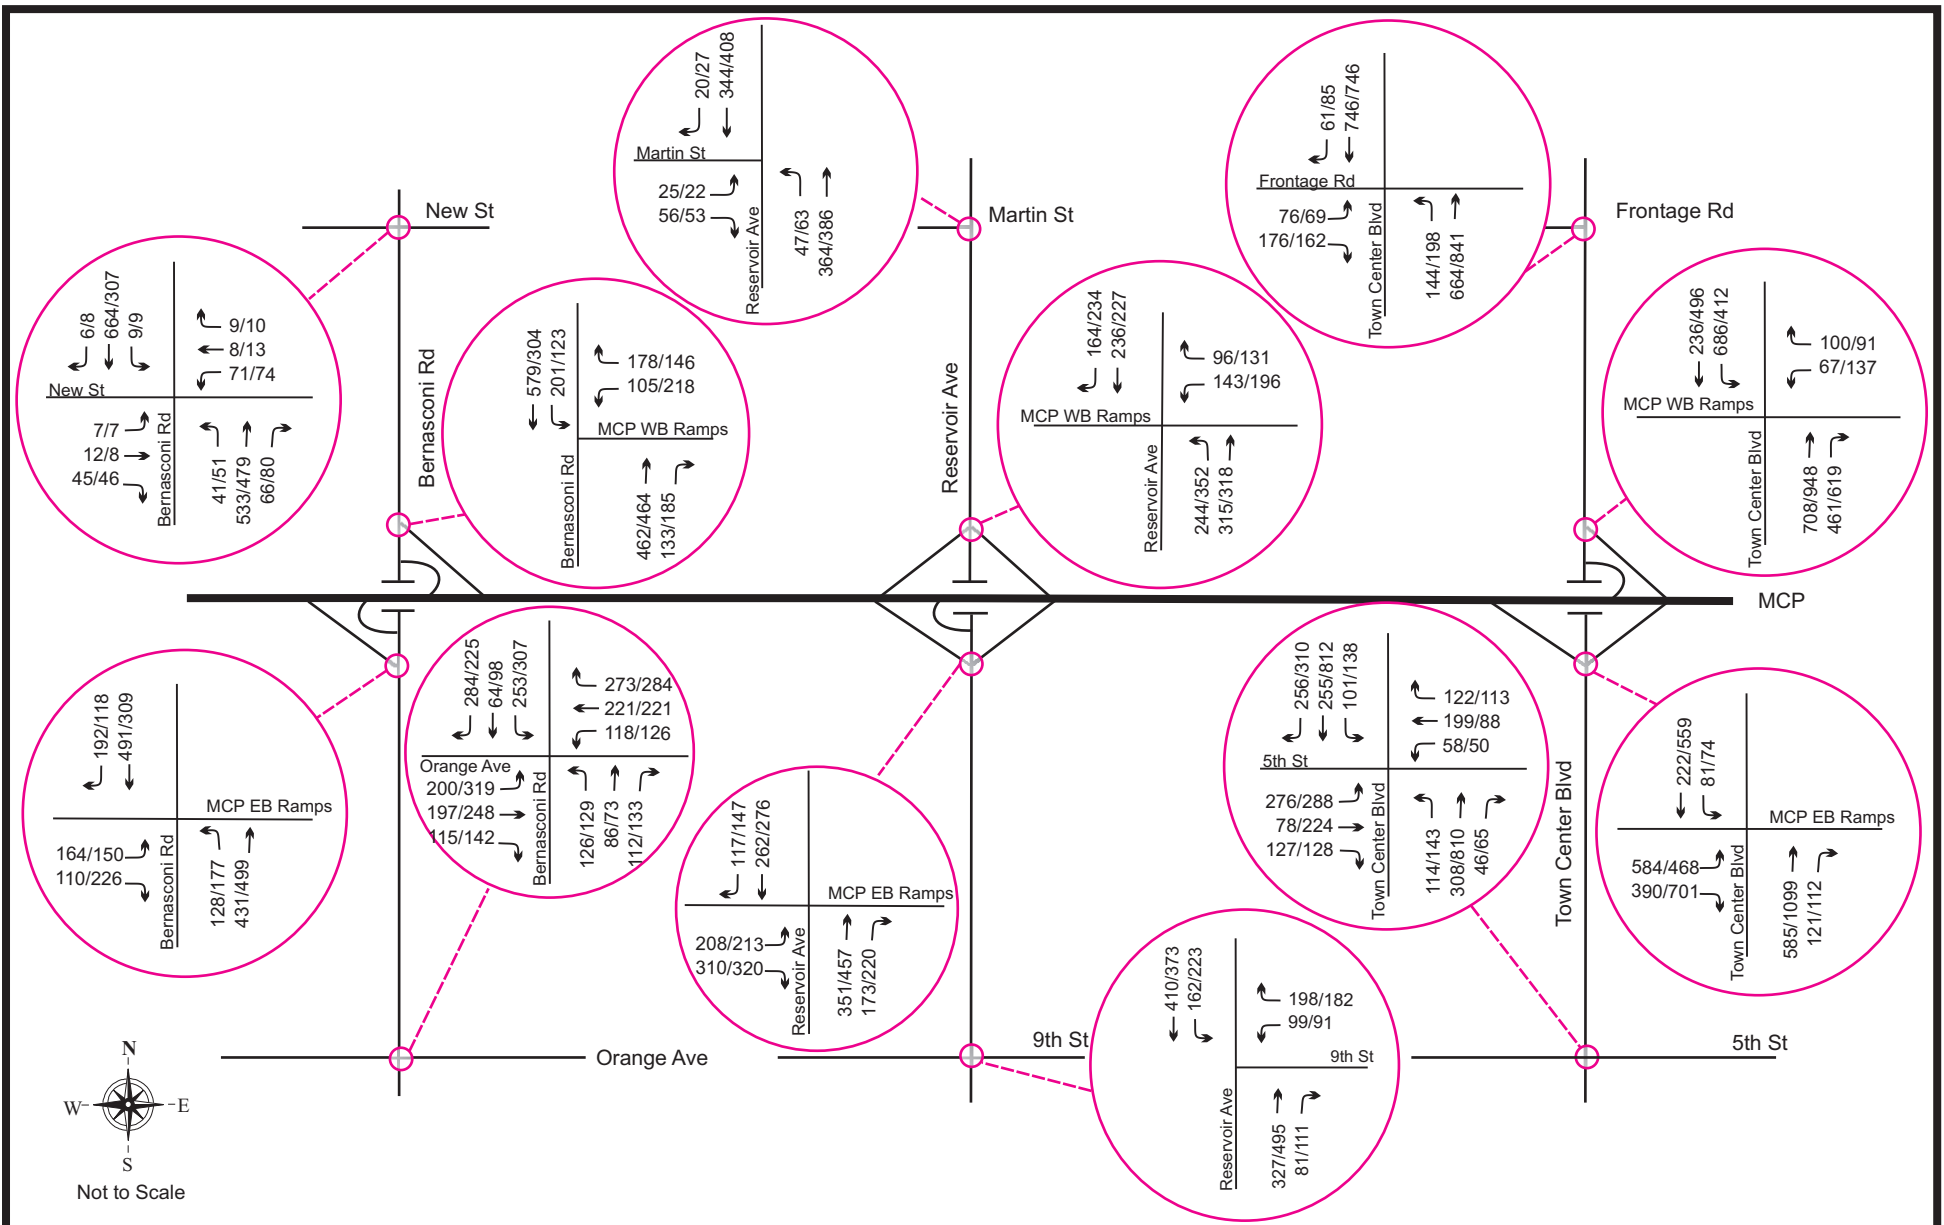 20/27
344/408
Martin St
25/22
56/53
Reservoir Ave
47/63
364/386
61/85
746/746
Frontage Rd
76/69
176/162
Town Center Blvd
144/198
664/841
New St
Martin St
Frontage Rd
6/8
664/307
9/9
9/10
8/13
71/74
New St
7/7
12/8
45/46
Bernasconi Rd
41/51
533/479
66/80
Bernasconi Rd
579/304
201/123
178/146
105/218
MCP WB Ramps
Bernasconi Rd
462/464
133/185
Reservoir Ave
164/234
236/227
96/131
143/196
MCP WB Ramps
Reservoir Ave
244/352
315/318
236/496
686/412
100/91
67/137
MCP WB Ramps
Town Center Blvd
708/948
461/619
MCP
192/118
491/309
MCP EB Ramps
164/150
110/226
Bernasconi Rd
128/177
431/499
284/225
64/98
253/307
273/284
221/221
118/126
Orange Ave
200/319
197/248
115/142
Bernasconi Rd
126/129
86/73
112/133
117/147
262/276
MCP EB Ramps
208/213
310/320
Reservoir Ave
351/457
173/220
256/310
255/812
101/138
122/113
199/88
58/50
5th St
276/288
78/224
127/128
Town Center Blvd
114/143
308/810
46/65
Town Center Blvd
222/559
81/74
MCP EB Ramps
584/468
390/701
Town Center Blvd
585/1099
121/112
410/373
162/223
198/182
99/91
9th St
Reservoir Ave
327/495
81/111
Orange Ave
9th St
5th St
N
W
E
S
Not to Scale